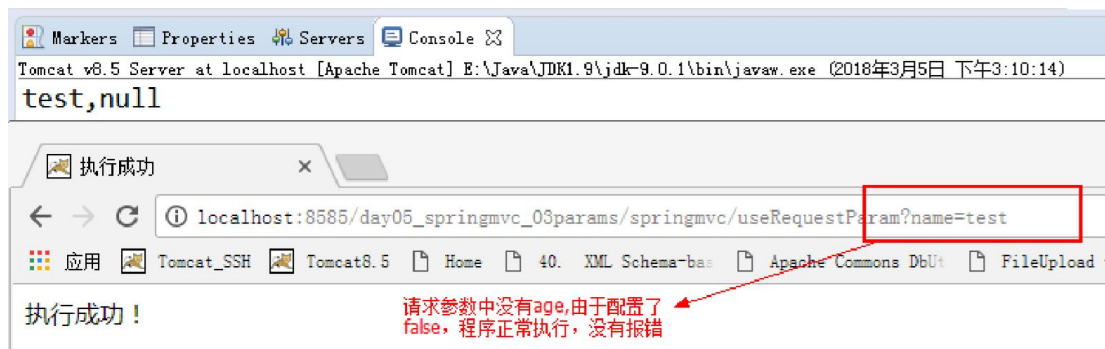 Markers Properties Servers Console
Tomcat v8.5 Server at localhost [Apache Tomcat] E:\Java\JDK1.9\jdk-9.0.1\bin\javaw.exe (2018年3月5日 下午3:10:14)
test,null
执行成功
localhost:8585/day05_springmvc_03params/springmvc/useRequestParam?name=test
应用 Tomcat_SSH Tomcat8.5 Home 40. XML Schema-bas Apache Commons DbUt FileUpload
请求参数中没有age,由于配置了
false，程序正常执行，没有报错
执行成功！